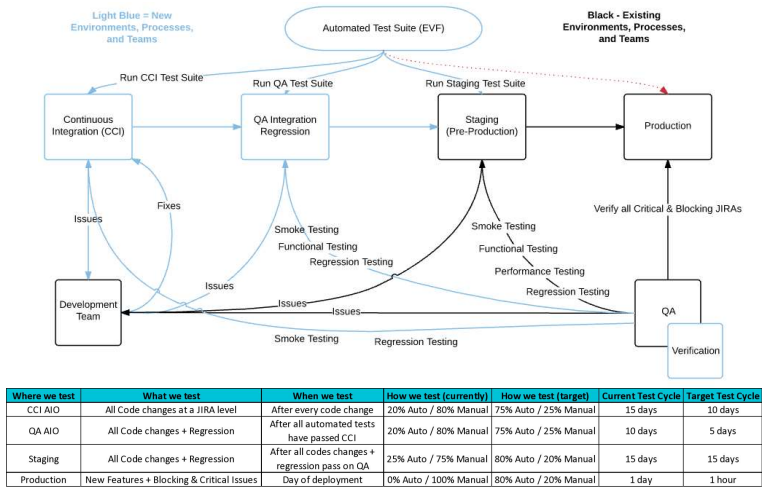 Light Blue = New
Environments, Processes,
and Teams
Automated Test Suite (EVF)
Black - Existing
Environments, Processes,
and Teams
Run CCI Test Suite
Run QA Test Suite
Run Staging Test Suite
Continuous
Integration (CCI)
QA Integration
Regression
Staging
(Pre-Production)
Production
Issues
Fixes
Verify all Critical & Blocking JIRAs
Smoke Testing
Functional Testing
Regression Testing
Smoke Testing
Functional Testing
Performance Testing
Regression Testing
Issues
Issues
Issues
Development
Team
QA
Verification
Smoke Testing
Regression Testing
Where we test What we test When we test How we test (currently) How we test (target) Current Test Cycle Target Test Cycle
CCI AIO All Code changes at a JIRA level After every code change 20% Auto / 80% Manual 75% Auto / 25% Manual 15 days 10 days
QA AIO All Code changes + Regression After all automated tests have passed CCI 20% Auto / 80% Manual 75% Auto / 25% Manual 10 days 5 days
Staging All Code changes + Regression After all codes changes + regression pass on QA 25% Auto / 75% Manual 80% Auto / 20% Manual 15 days 15 days
Production New Features + Blocking & Critical Issues Day of deployment 0% Auto / 100% Manual 80% Auto / 20% Manual 1 day 1 hour